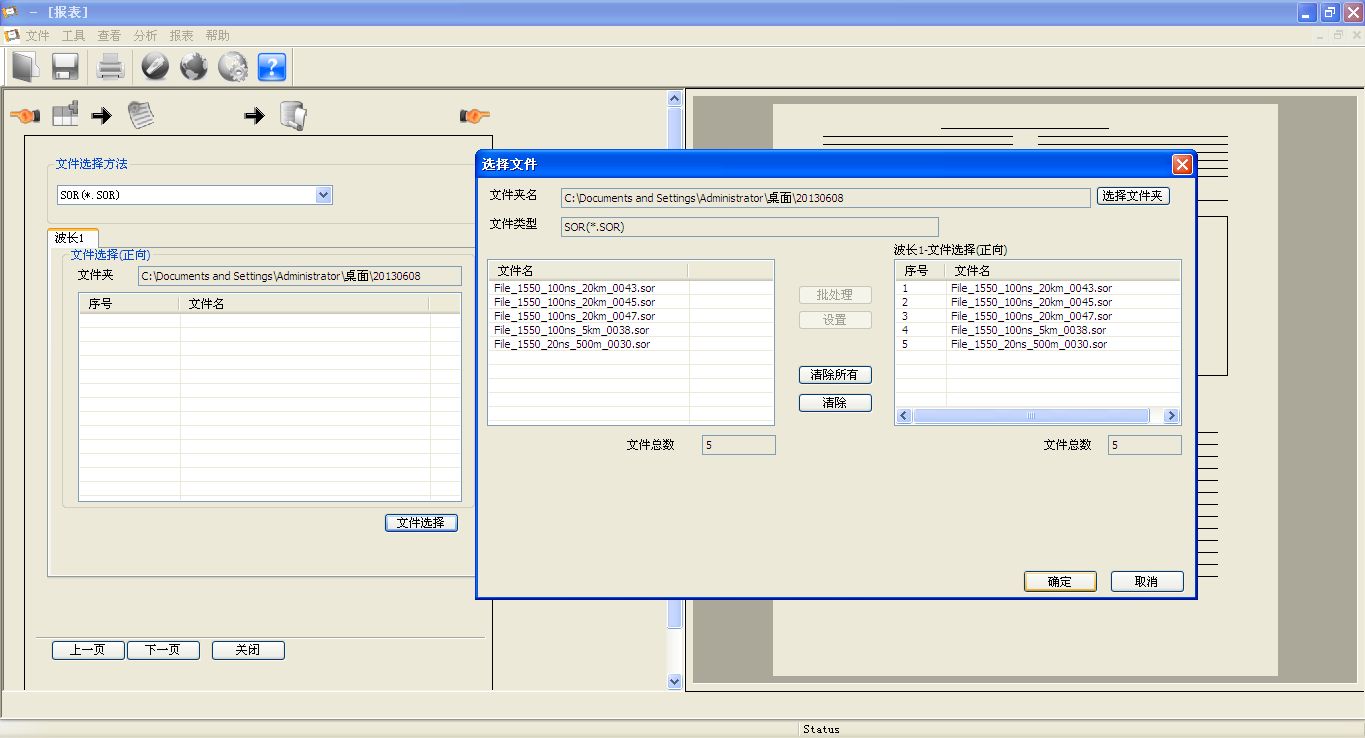 - [报表]
文件 工具 查看 分析 报表 帮助
文件选择方法
SOR(*.SOR)
波长1
文件选择(正向)
文件夹 C:\Documents and Settings\Administrator\桌面\20130608
序号 文件名
文件选择
上一页 下一页 关闭
选择文件
文件夹名 C:\Documents and Settings\Administrator\桌面\20130608 选择文件夹
文件类型 SOR(*.SOR)
文件名
File_1550_100ns_20km_0043.sor
File_1550_100ns_20km_0045.sor
File_1550_100ns_20km_0047.sor
File_1550_100ns_5km_0038.sor
File_1550_20ns_500m_0030.sor
文件总数 5
批处理
设置
清除所有
清除
波长1-文件选择(正向)
序号 文件名
1 File_1550_100ns_20km_0043.sor
2 File_1550_100ns_20km_0045.sor
3 File_1550_100ns_20km_0047.sor
4 File_1550_100ns_5km_0038.sor
5 File_1550_20ns_500m_0030.sor
文件总数 5
确定 取消
Status